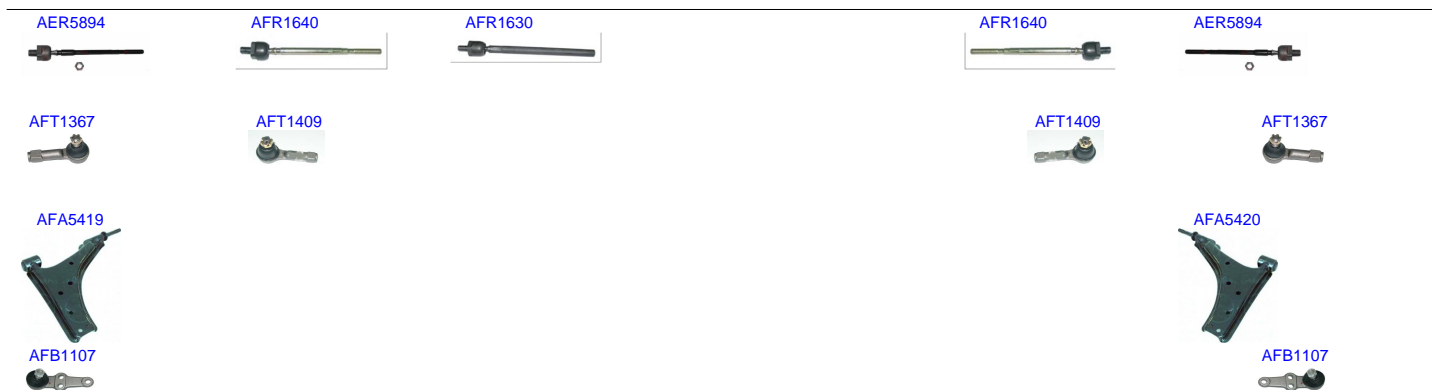 AER5894 AFR1640 AFR1630 AFR1640 AER5894
AFT1367 AFT1409 AFT1409 AFT1367
AFA5419 AFA5420
AFB1107 AFB1107